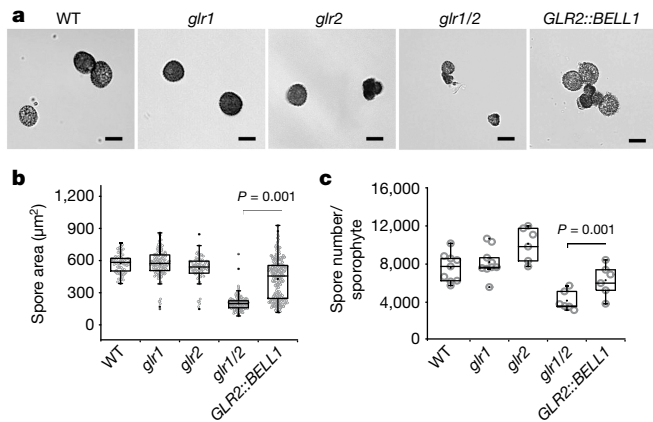 a
WT
glr1
glr2
glr1/2
GLR2::BELL1
b
Spore area (μm²)
1,200
900
600
300
0
P = 0.001
WT
glr1
glr2
glr1/2
GLR2::BELL1
c
Spore number/
sporophyte
16,000
12,000
8,000
4,000
0
P = 0.001
WT
glr1
glr2
glr1/2
GLR2::BELL1